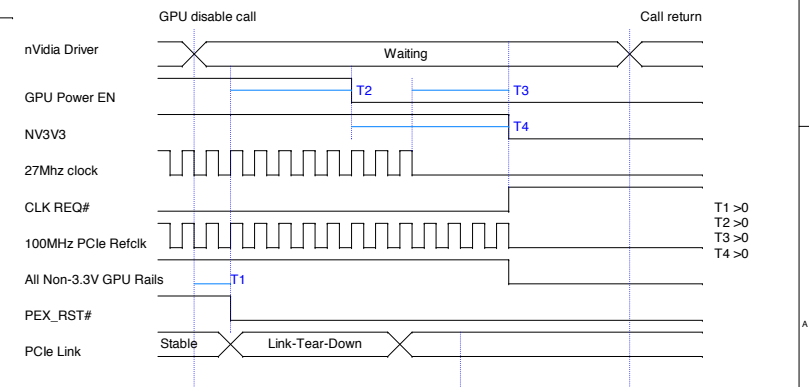 GPU disable call
Call return
nVidia Driver
Waiting
GPU Power EN
T2
T3
NV3V3
T4
27Mhz clock
CLK REQ#
T1 >0
T2 >0
T3 >0
T4 >0
100MHz PCIe Refclk
All Non-3.3V GPU Rails
T1
PEX_RST#
A
PCIe Link
Stable
Link-Tear-Down